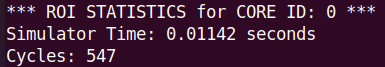 *** ROI STATISTICS for CORE ID: 0 ***
Simulator Time: 0.01142 seconds
Cycles: 547